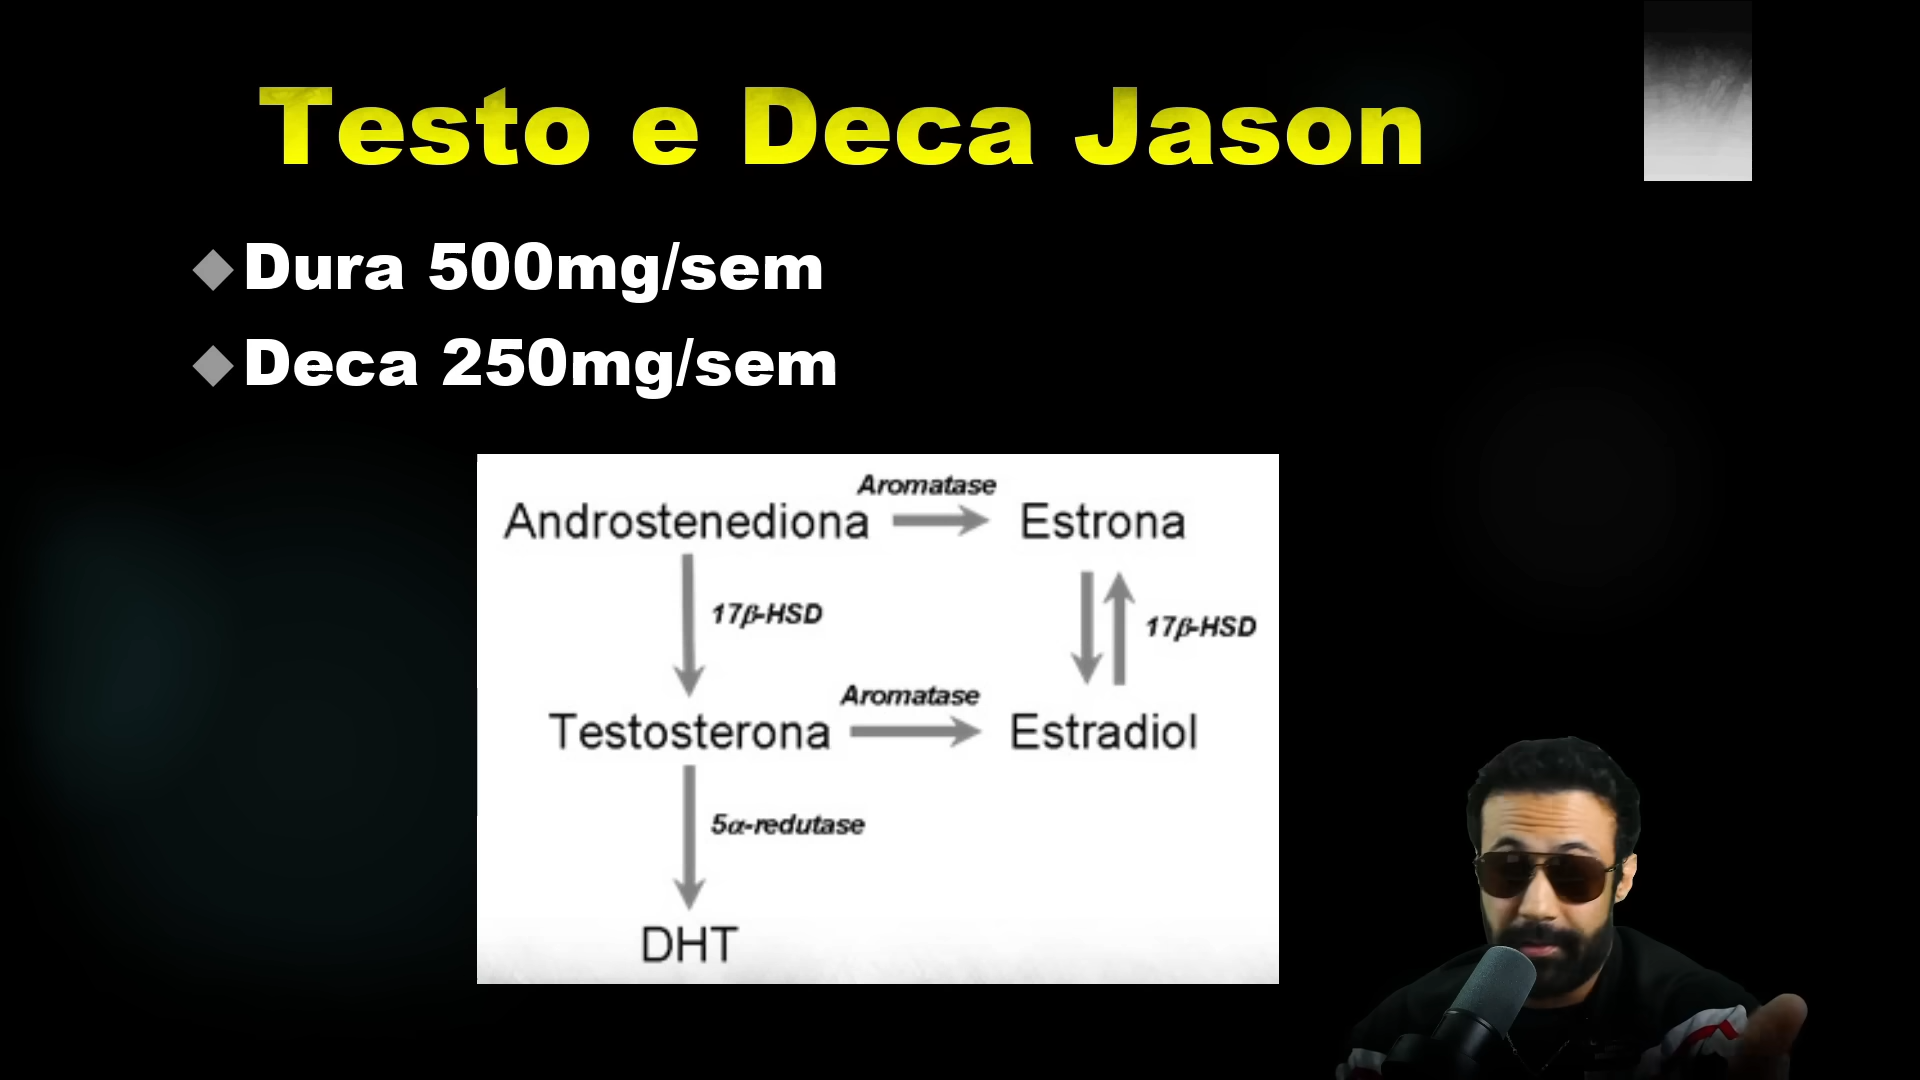 Testo e Deca Jason
Dura 500mg/sem
Deca 250mg/sem
Aromatase
Androstenediona
Estrona
17β-HSD
17β-HSD
Aromatase
Testosterona
Estradiol
5α-redutase
DHT